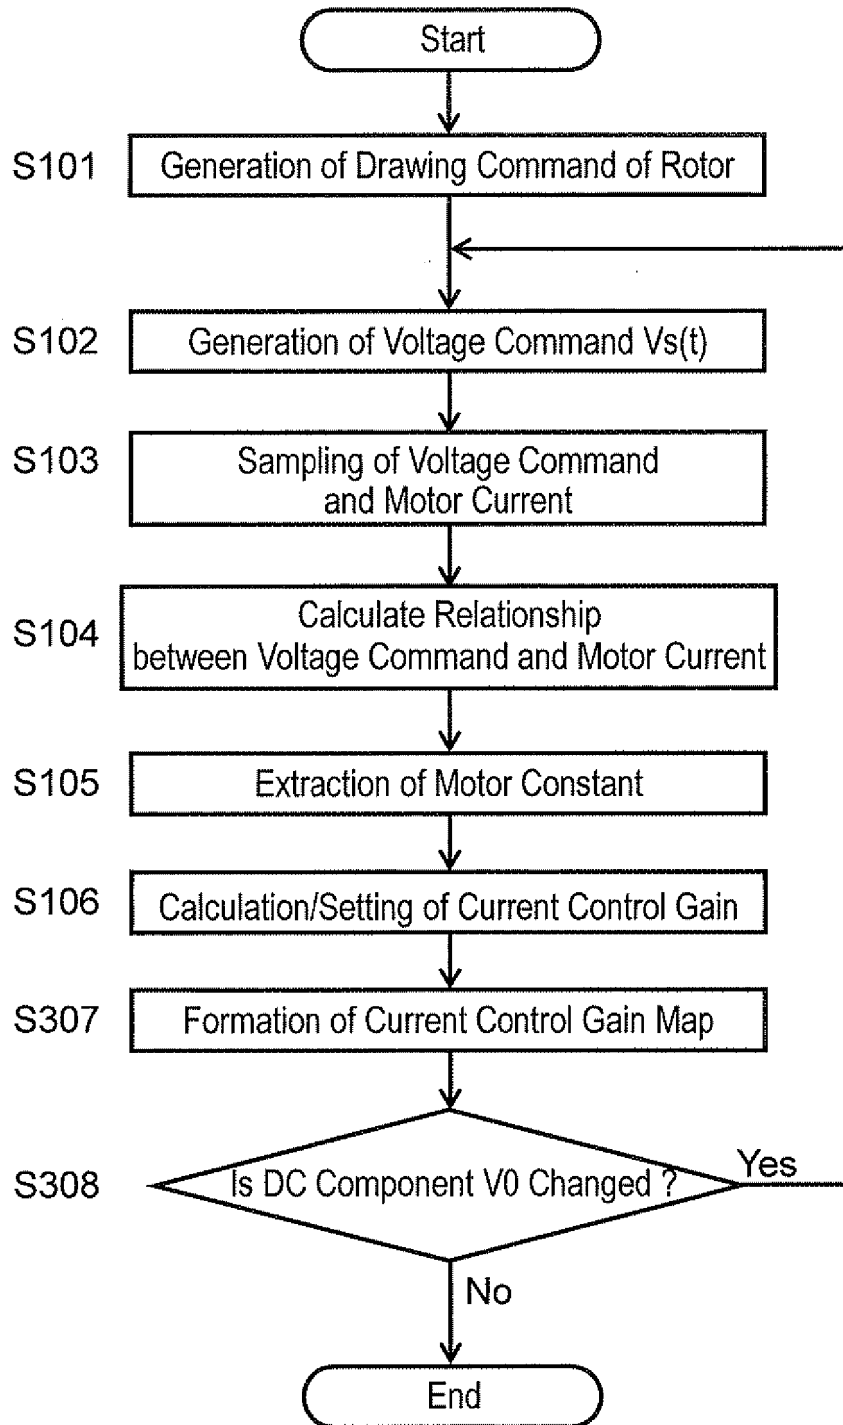 Start
S101
Generation of Drawing Command of Rotor
S102
Generation of Voltage Command Vs(t)
S103
Sampling of Voltage Command
and Motor Current
S104
Calculate Relationship
between Voltage Command and Motor Current
S105
Extraction of Motor Constant
S106
Calculation/Setting of Current Control Gain
S307
Formation of Current Control Gain Map
S308
Is DC Component V0 Changed ?
Yes
No
End